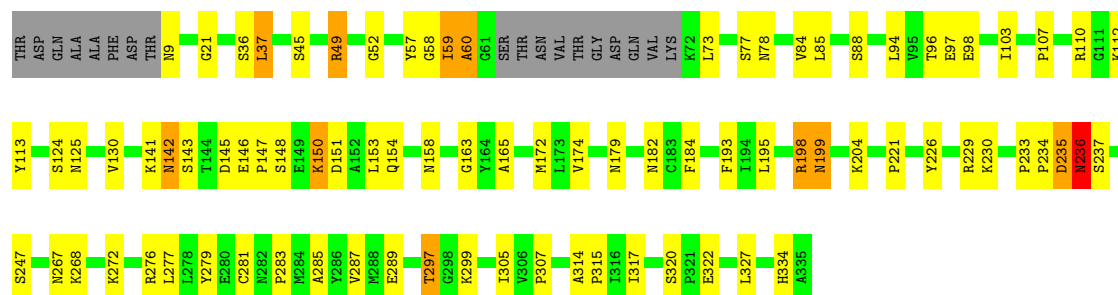 THR ASP GLN ALA ALA PHE ASP THR N9 G21 S36 L37 S45 R49 G52 Y57 G58 I59 A60 G61 SER THR ASN VAL THR GLY ASP GLN VAL LYS K72 L73 S77 N78 V84 L85 S88 L94 V95 T96 E97 E98 I103 P107 R110 G111 K112
Y113 S124 N125 V130 K141 N142 S143 T144 D145 E146 P147 S148 E149 K150 D151 A152 L153 Q154 N158 G163 Y164 A165 M172 L173 V174 N179 N182 C183 F184 F193 I194 L195 R198 N199 K204 P221 Y226 R229 K230 P233 P234 D235 N236 S237
S247 N267 K268 K272 R276 L277 L278 Y279 E280 C281 N282 P283 M284 A285 Y286 V287 M288 E289 T297 G298 K299 I305 V306 P307 A314 P315 I316 I317 S320 P321 E322 L327 H334 A335